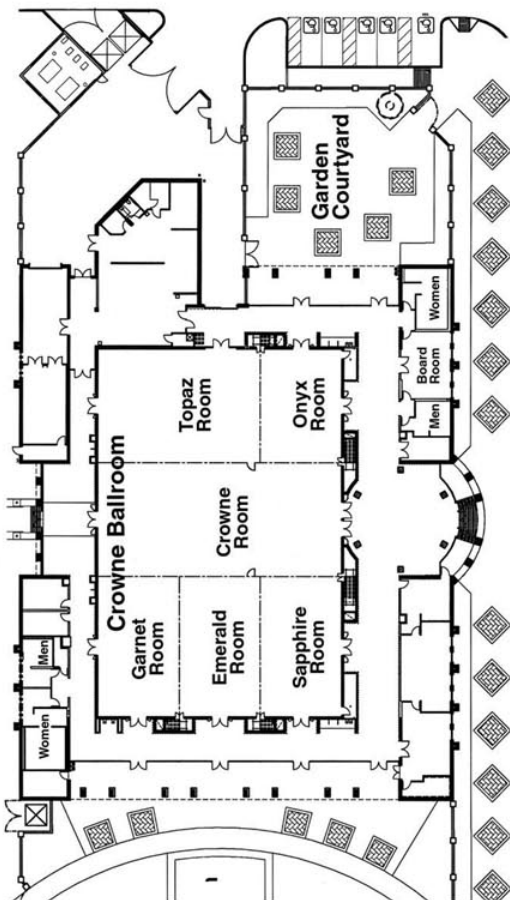 Women
Men
Crowne Ballroom
Garnet
Room
Topaz
Room
Emerald
Room
Crowne
Room
Sapphire
Room
Onyx
Room
Garden
Courtyard
Men
Board
Room
Women